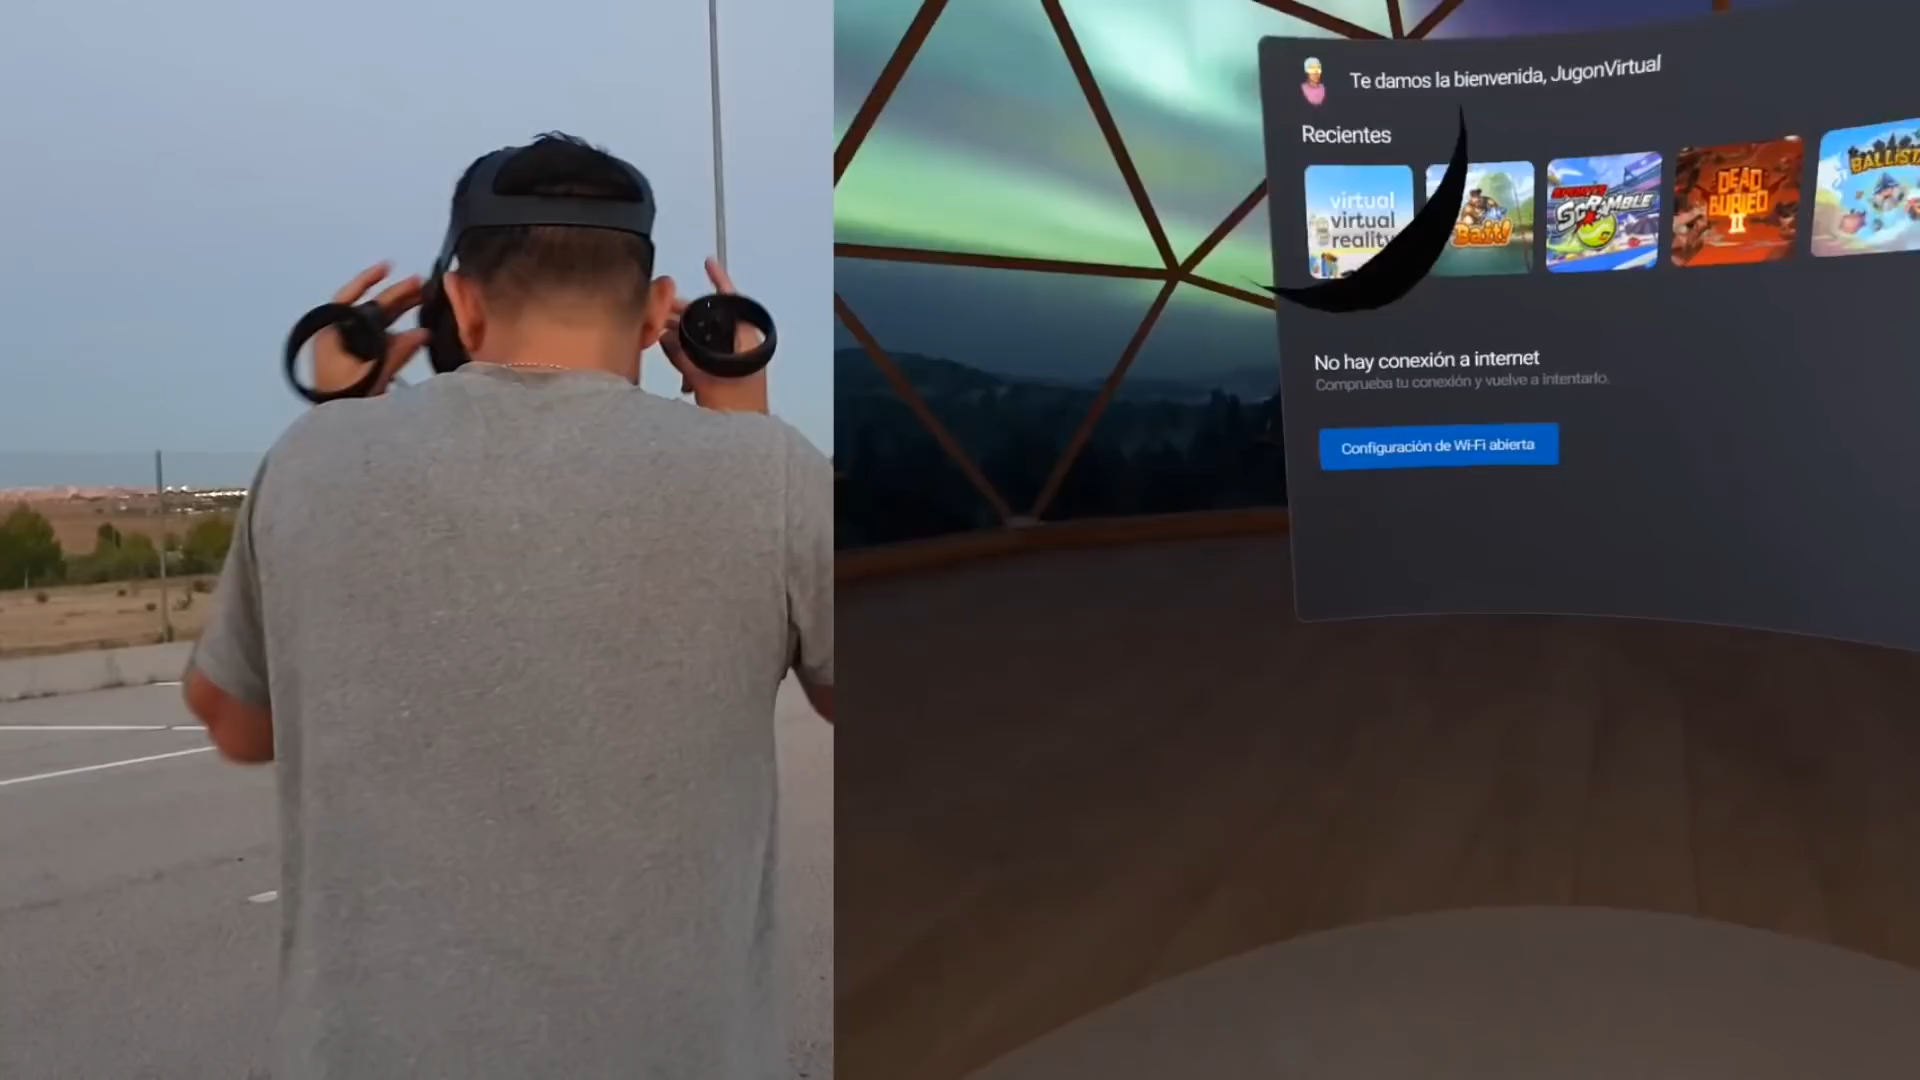 Te damos la bienvenida, JugonVirtual
Recientes
virtual
virtual
reality
Bait!
SPORTS
SCRAMBLE
DEAD
BURIED
II
No hay conexión a internet
Comprueba tu conexión y vuelve a intentarlo.
Configuración de Wi-Fi abierta